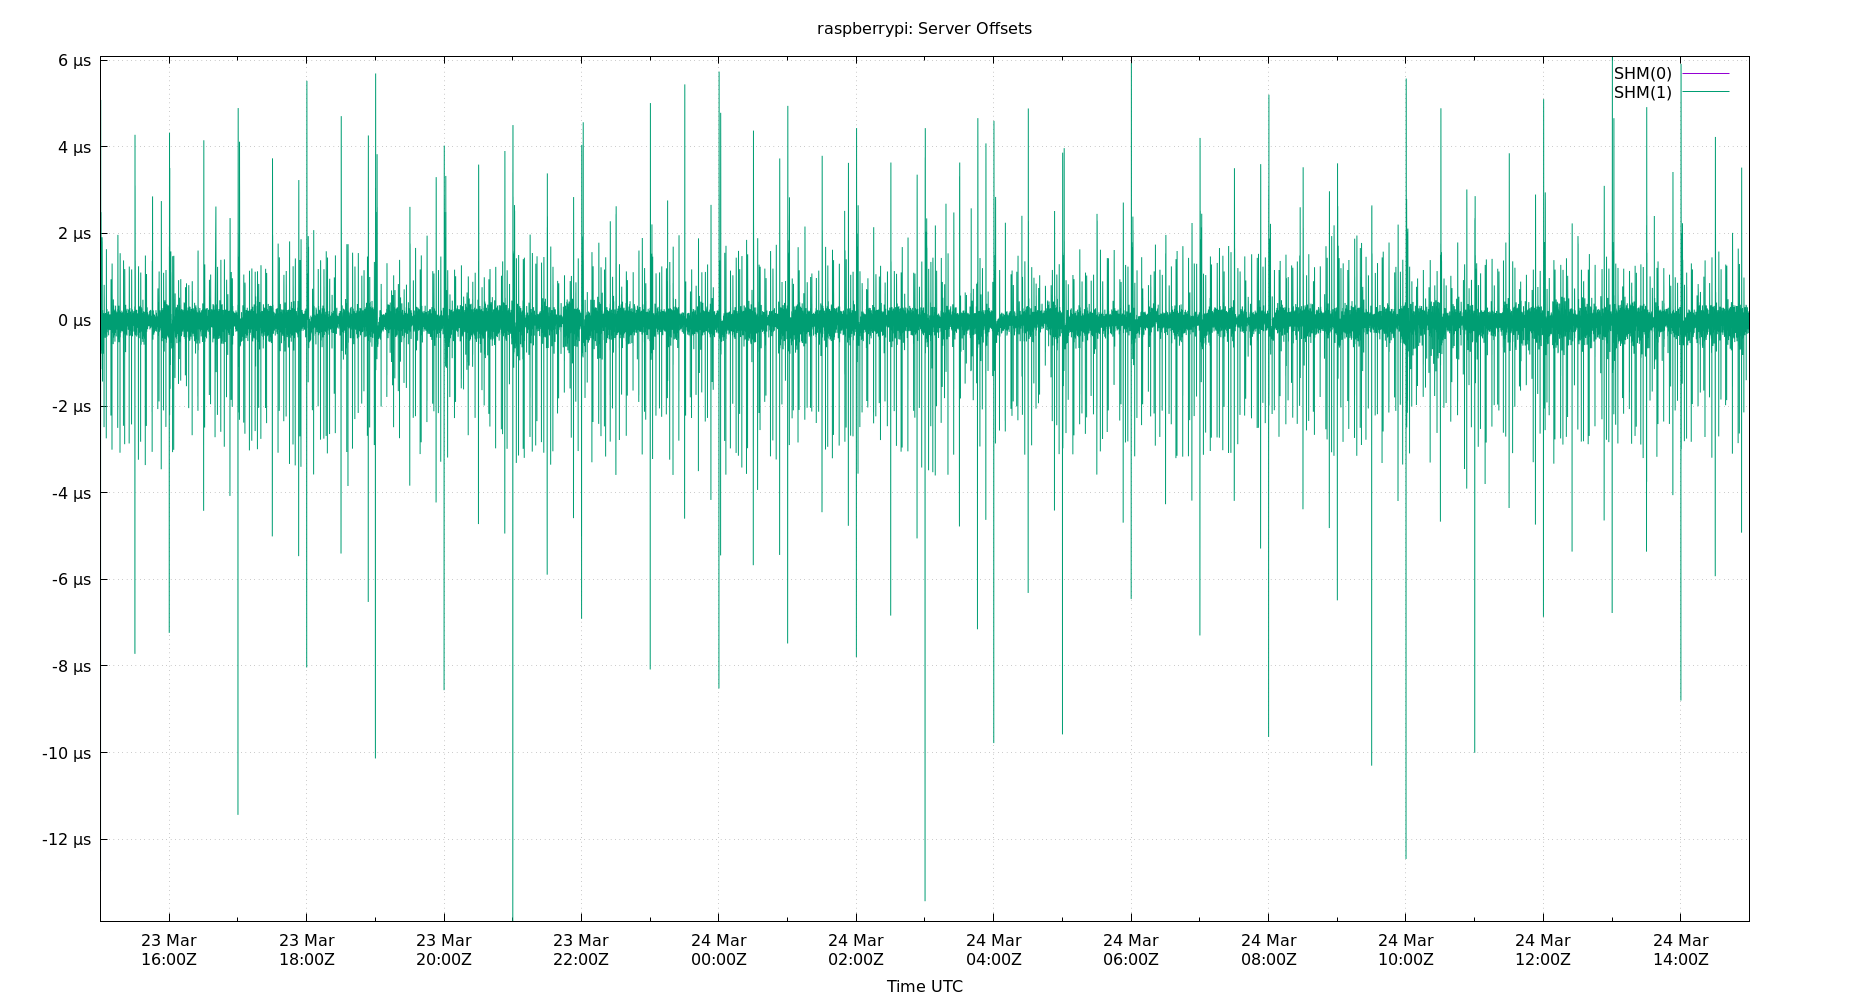 raspberrypi: Server Offsets
6 µs
4 µs
2 µs
0 µs
-2 µs
-4 µs
-6 µs
-8 µs
-10 µs
-12 µs
SHM(0)
SHM(1)
23 Mar 23 Mar 23 Mar 23 Mar 24 Mar 24 Mar 24 Mar 24 Mar 24 Mar 24 Mar 24 Mar 24 Mar
16:00Z 18:00Z 20:00Z 22:00Z 00:00Z 02:00Z 04:00Z 06:00Z 08:00Z 10:00Z 12:00Z 14:00Z
Time UTC